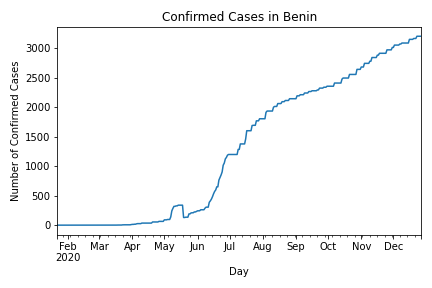 Confirmed Cases in Benin
Number of Confirmed Cases
3000
2500
2000
1500
1000
500
0
Feb Mar Apr May Jun Jul Aug Sep Oct Nov Dec
2020
Day